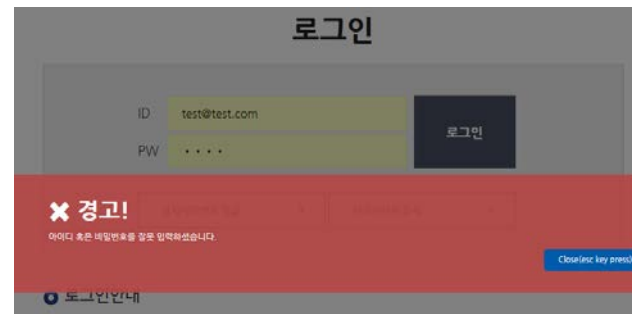 로그인
ID test@test.com
로그인
PW ····
✖ 경고!
아이디 혹은 비밀번호를 잘못 입력하셨습니다.
Close(esc key press)
로그인안내